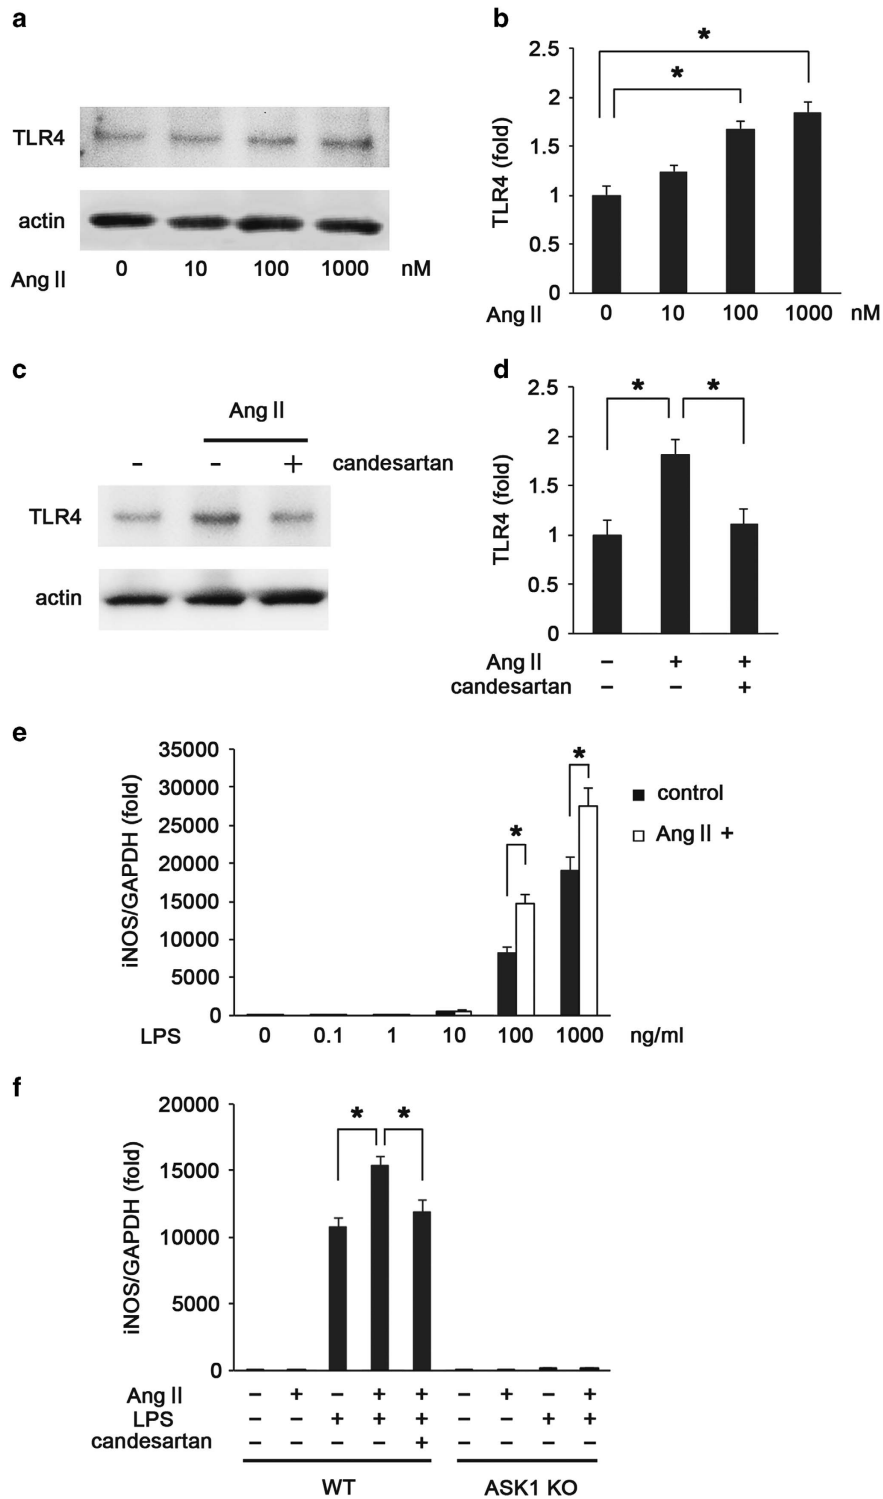 a
TLR4
actin
Ang II 0 10 100 1000 nM
b
*
*
TLR4 (fold)
2.5
2
1.5
1
0.5
0
Ang II 0 10 100 1000 nM
c
Ang II
- - + candesartan
TLR4
actin
d
* *
TLR4 (fold)
2.5
2
1.5
1
0.5
0
Ang II - + +
candesartan - - +
e
iNOS/GAPDH (fold)
35000
30000
25000
20000
15000
10000
5000
0
* *
control
Ang II +
LPS 0 0.1 1 10 100 1000 ng/ml
f
iNOS/GAPDH (fold)
20000
15000
10000
5000
0
* *
Ang II - + - + + - + - +
LPS - - + + + - - + +
candesartan - - - - + - - - -
WT ASK1 KO